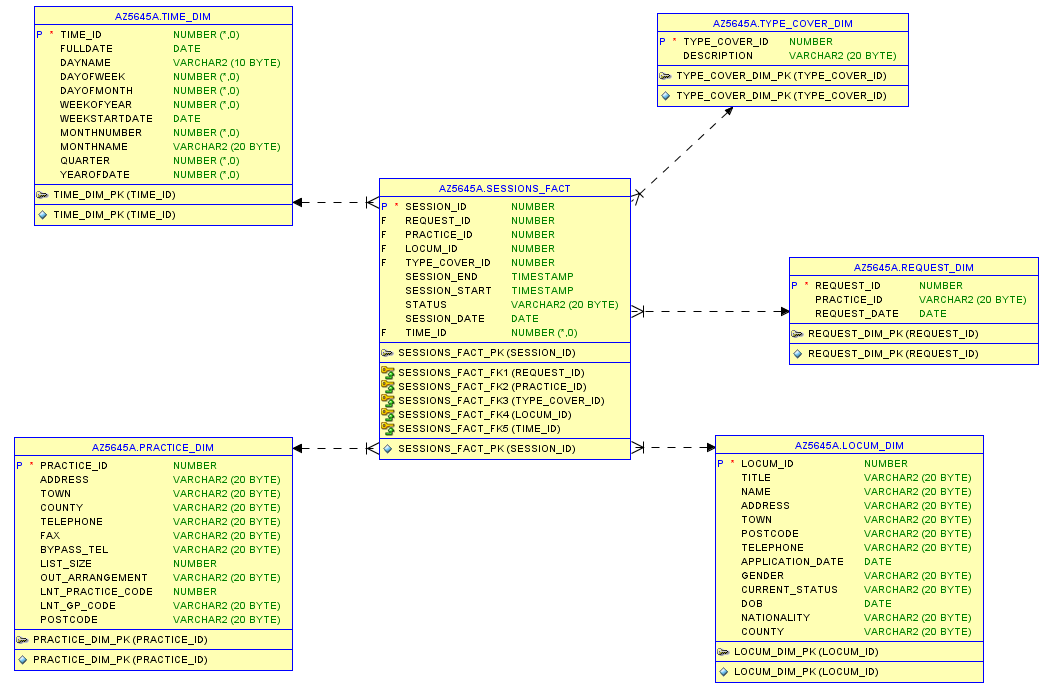 AZ5645A.TIME_DIM
P * TIME_ID NUMBER (*,0)
FULLDATE DATE
DAYNAME VARCHAR2 (10 BYTE)
DAYOFWEEK NUMBER (*,0)
DAYOFMONTH NUMBER (*,0)
WEEKOFYEAR NUMBER (*,0)
WEEKSTARTDATE DATE
MONTHNUMBER NUMBER (*,0)
MONTHNAME VARCHAR2 (20 BYTE)
QUARTER NUMBER (*,0)
YEAROFDATE NUMBER (*,0)
TIME_DIM_PK (TIME_ID)
TIME_DIM_PK (TIME_ID)
AZ5645A.TYPE_COVER_DIM
P * TYPE_COVER_ID NUMBER
DESCRIPTION VARCHAR2 (20 BYTE)
TYPE_COVER_DIM_PK (TYPE_COVER_ID)
TYPE_COVER_DIM_PK (TYPE_COVER_ID)
AZ5645A.SESSIONS_FACT
P * SESSION_ID NUMBER
F REQUEST_ID NUMBER
F PRACTICE_ID NUMBER
F LOCUM_ID NUMBER
F TYPE_COVER_ID NUMBER
SESSION_END TIMESTAMP
SESSION_START TIMESTAMP
STATUS VARCHAR2 (20 BYTE)
SESSION_DATE DATE
F TIME_ID NUMBER (*,0)
SESSIONS_FACT_PK (SESSION_ID)
SESSIONS_FACT_FK1 (REQUEST_ID)
SESSIONS_FACT_FK2 (PRACTICE_ID)
SESSIONS_FACT_FK3 (TYPE_COVER_ID)
SESSIONS_FACT_FK4 (LOCUM_ID)
SESSIONS_FACT_FK5 (TIME_ID)
SESSIONS_FACT_PK (SESSION_ID)
AZ5645A.REQUEST_DIM
P * REQUEST_ID NUMBER
PRACTICE_ID VARCHAR2 (20 BYTE)
REQUEST_DATE DATE
REQUEST_DIM_PK (REQUEST_ID)
REQUEST_DIM_PK (REQUEST_ID)
AZ5645A.PRACTICE_DIM
P * PRACTICE_ID NUMBER
ADDRESS VARCHAR2 (20 BYTE)
TOWN VARCHAR2 (20 BYTE)
COUNTY VARCHAR2 (20 BYTE)
TELEPHONE VARCHAR2 (20 BYTE)
FAX VARCHAR2 (20 BYTE)
BYPASS_TEL VARCHAR2 (20 BYTE)
LIST_SIZE NUMBER
OUT_ARRANGEMENT VARCHAR2 (20 BYTE)
LNT_PRACTICE_CODE NUMBER
LNT_GP_CODE VARCHAR2 (20 BYTE)
POSTCODE VARCHAR2 (20 BYTE)
PRACTICE_DIM_PK (PRACTICE_ID)
PRACTICE_DIM_PK (PRACTICE_ID)
AZ5645A.LOCUM_DIM
P * LOCUM_ID NUMBER
TITLE VARCHAR2 (20 BYTE)
NAME VARCHAR2 (20 BYTE)
ADDRESS VARCHAR2 (20 BYTE)
TOWN VARCHAR2 (20 BYTE)
POSTCODE VARCHAR2 (20 BYTE)
TELEPHONE VARCHAR2 (20 BYTE)
APPLICATION_DATE DATE
GENDER VARCHAR2 (20 BYTE)
CURRENT_STATUS VARCHAR2 (20 BYTE)
DOB DATE
NATIONALITY VARCHAR2 (20 BYTE)
COUNTY VARCHAR2 (20 BYTE)
LOCUM_DIM_PK (LOCUM_ID)
LOCUM_DIM_PK (LOCUM_ID)